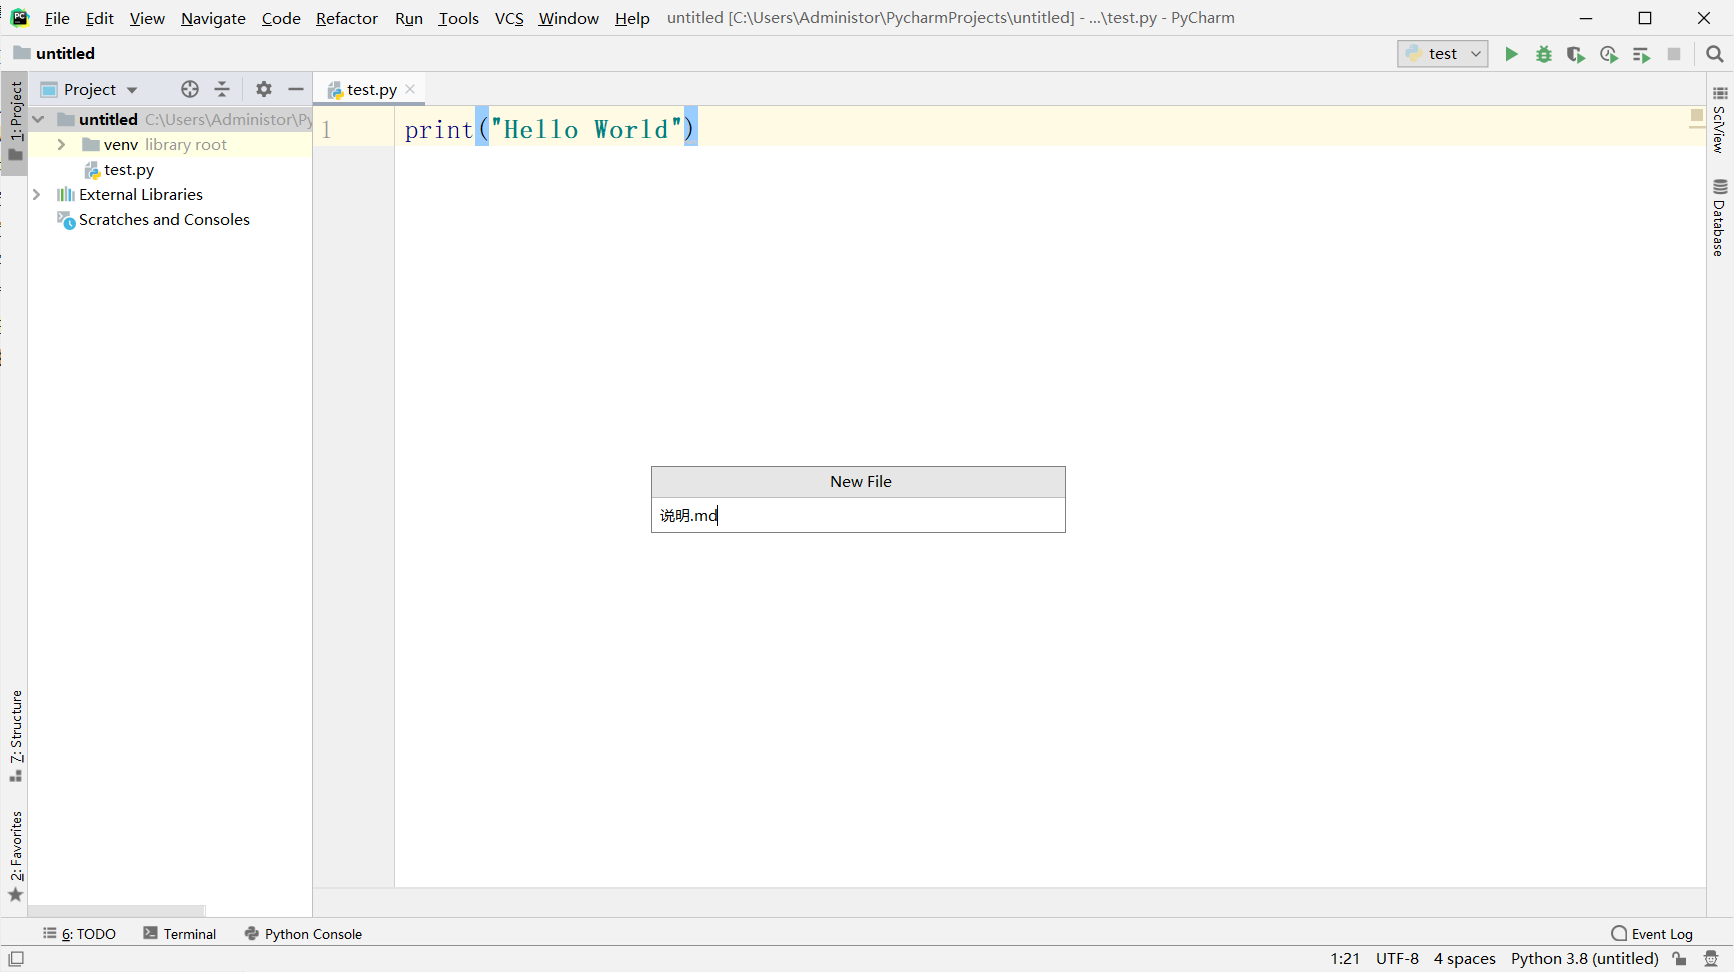 File Edit View Navigate Code Refactor Run Tools VCS Window Help untitled [C:\Users\Administor\PycharmProjects\untitled] - ...\test.py - PyCharm
untitled
test
Project
test.py
1: Project
untitled C:\Users\Administor\Py
venv library root
test.py
External Libraries
Scratches and Consoles
1 print("Hello World")
SciView
Database
New File
说明.md
7: Structure
2: Favorites
6: TODO Terminal Python Console Event Log
1:21 UTF-8 4 spaces Python 3.8 (untitled)